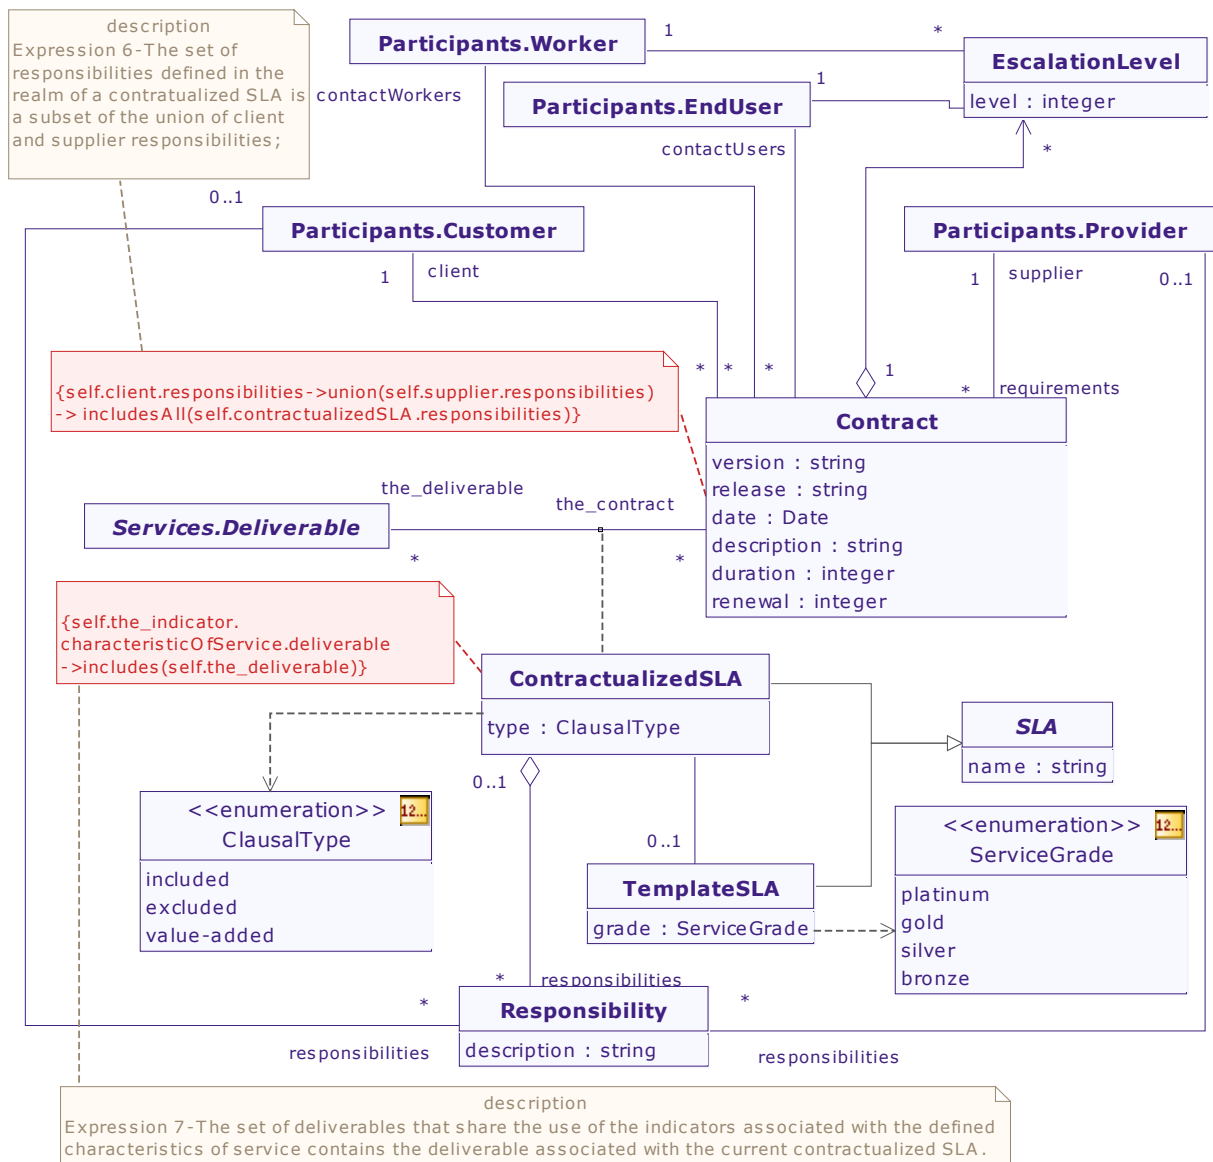 description
Expression 6-The set of
responsibilities defined in the
realm of a contratualized SLA is
a subset of the union of client
and supplier responsibilities;
Participants.Worker
1
*
EscalationLevel
level : integer
contactWorkers
Participants.EndUser
1
contactUsers
*
0..1
Participants.Customer
1
client
Participants.Provider
1
supplier
0..1
{self.client.responsibilities->union(self.supplier.responsibilities)
-> includesAll(self.contractualizedSLA.responsibilities)}
*
*
*
1
*
requirements
Contract
version : string
release : string
date : Date
description : string
duration : integer
renewal : integer
the_deliverable
the_contract
Services.Deliverable
*
*
{self.the_indicator.
characteristicOfService.deliverable
->includes(self.the_deliverable)}
ContractualizedSLA
type : ClausalType
SLA
name : string
0..1
<<enumeration>>
12...
ClausalType
included
excluded
value-added
0..1
TemplateSLA
grade : ServiceGrade
<<enumeration>>
12...
ServiceGrade
platinum
gold
silver
bronze
*
responsibilities
*
*
Responsibility
description : string
responsibilities
responsibilities
description
Expression 7-The set of deliverables that share the use of the indicators associated with the defined
characteristics of service contains the deliverable associated with the current contractualized SLA.